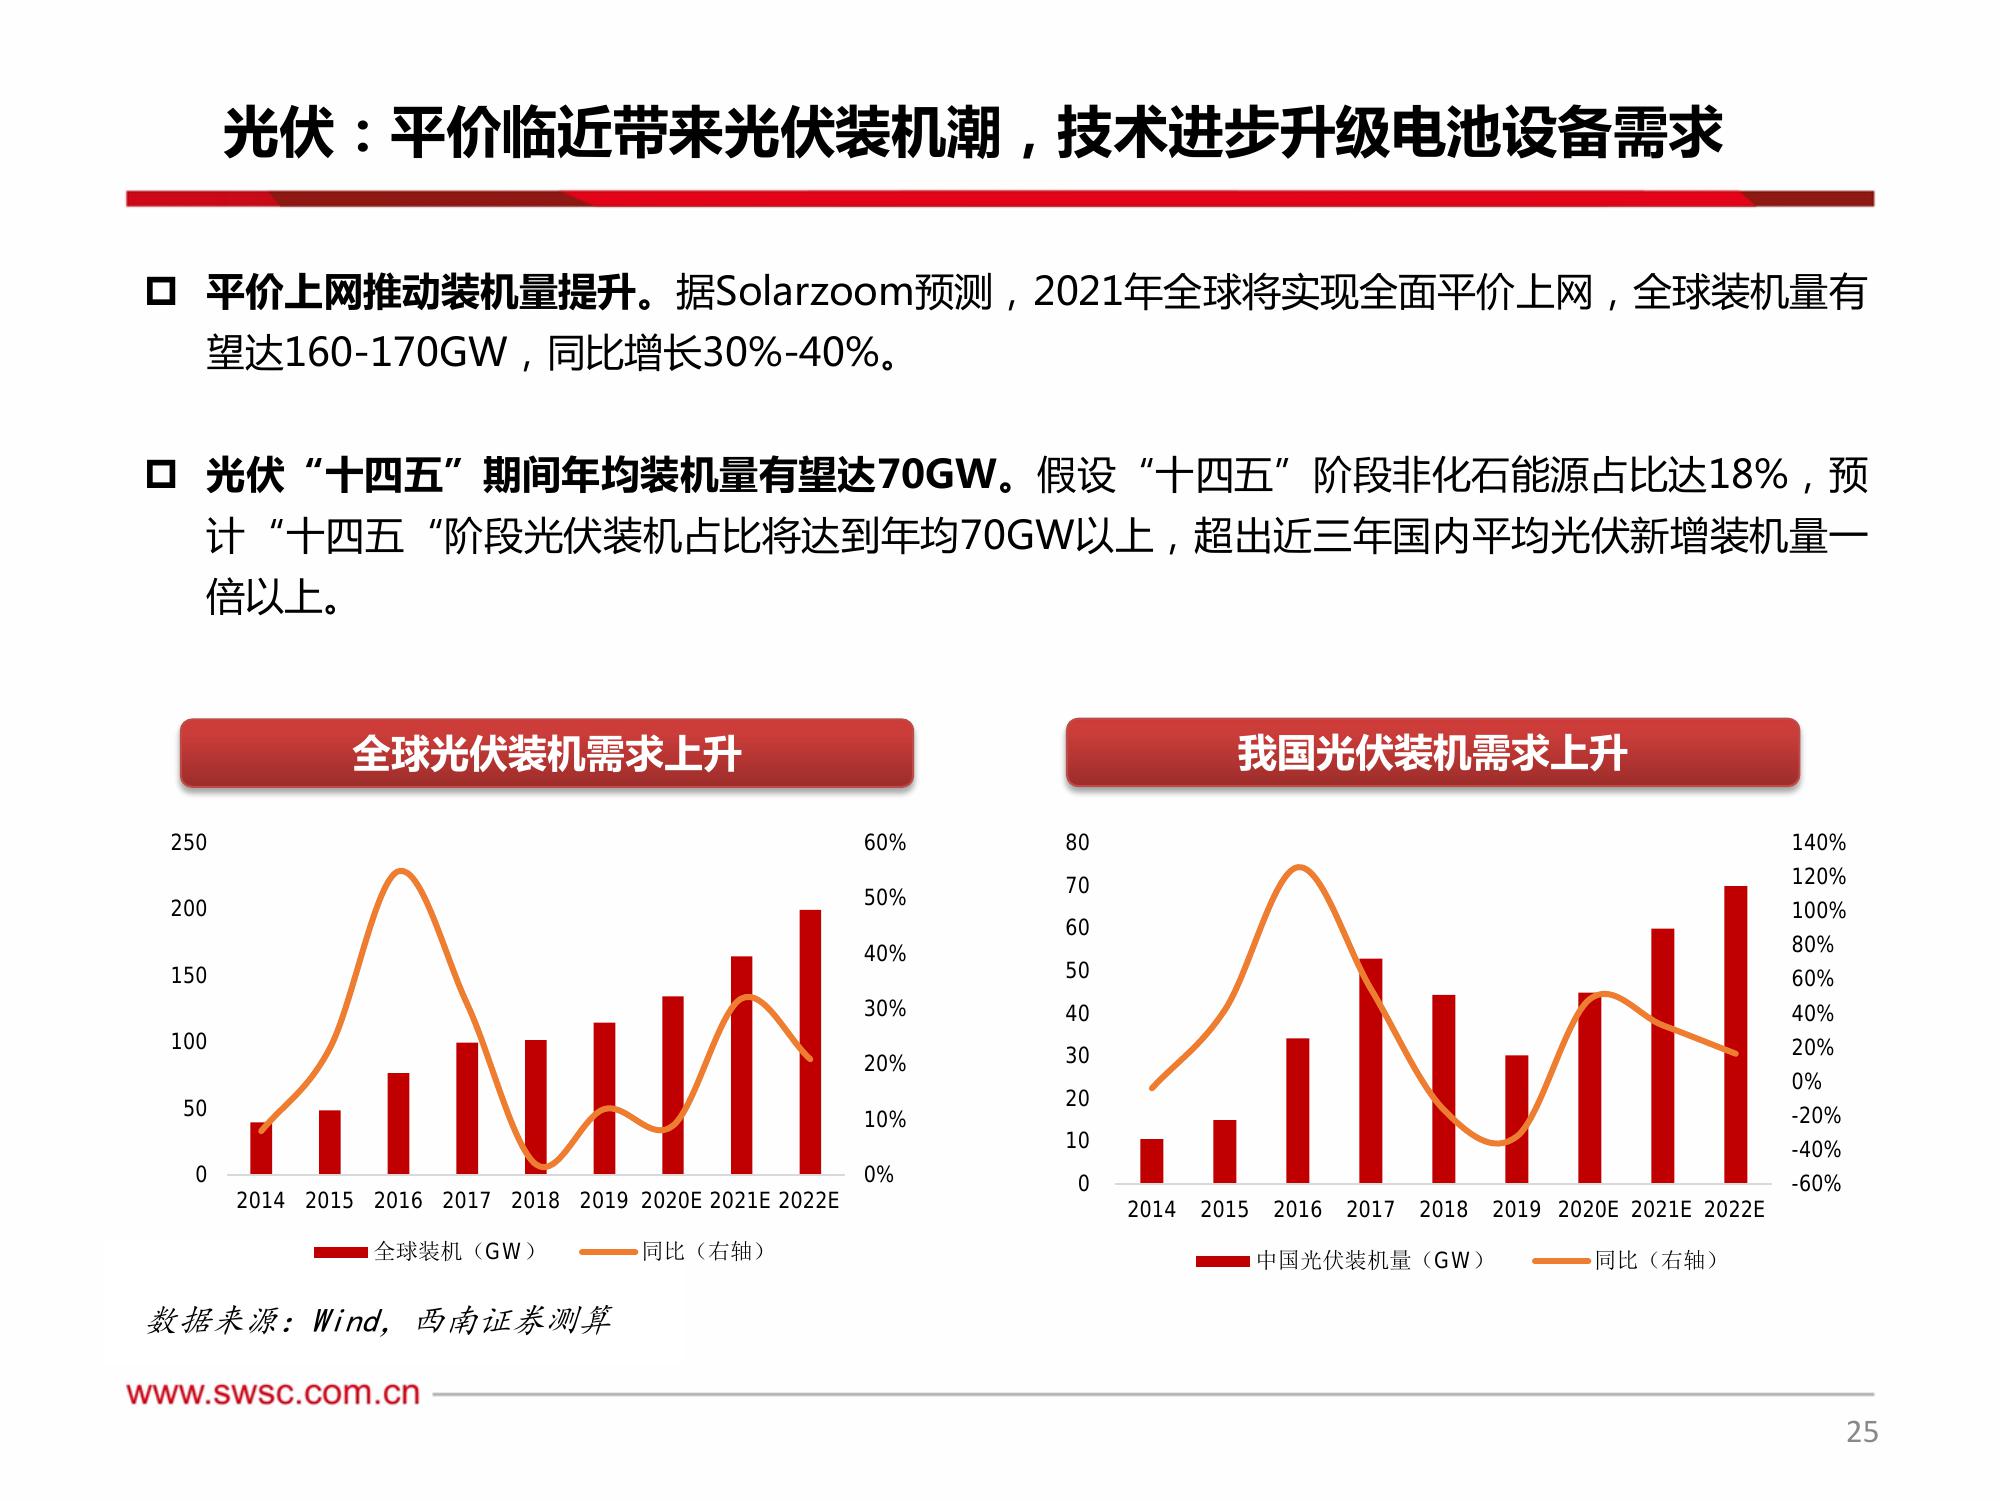 光伏：平价临近带来光伏装机潮，技术进步升级电池设备需求
平价上网推动装机量提升。据Solarzoom预测，2021年全球将实现全面平价上网，全球装机量有
望达160-170GW，同比增长30%-40%。
光伏“十四五”期间年均装机量有望达70GW。假设“十四五”阶段非化石能源占比达18%，预
计“十四五“阶段光伏装机占比将达到年均70GW以上，超出近三年国内平均光伏新增装机量一
倍以上。
全球光伏装机需求上升
250
200
150
100
50
0
60%
50%
40%
30%
20%
10%
0%
2014 2015 2016 2017 2018 2019 2020E 2021E 2022E
全球装机（GW） 同比（右轴）
我国光伏装机需求上升
80
70
60
50
40
30
20
10
0
140%
120%
100%
80%
60%
40%
20%
0%
-20%
-40%
-60%
2014 2015 2016 2017 2018 2019 2020E 2021E 2022E
中国光伏装机量（GW） 同比（右轴）
数据来源：Wind，西南证券测算
www.swsc.com.cn
25